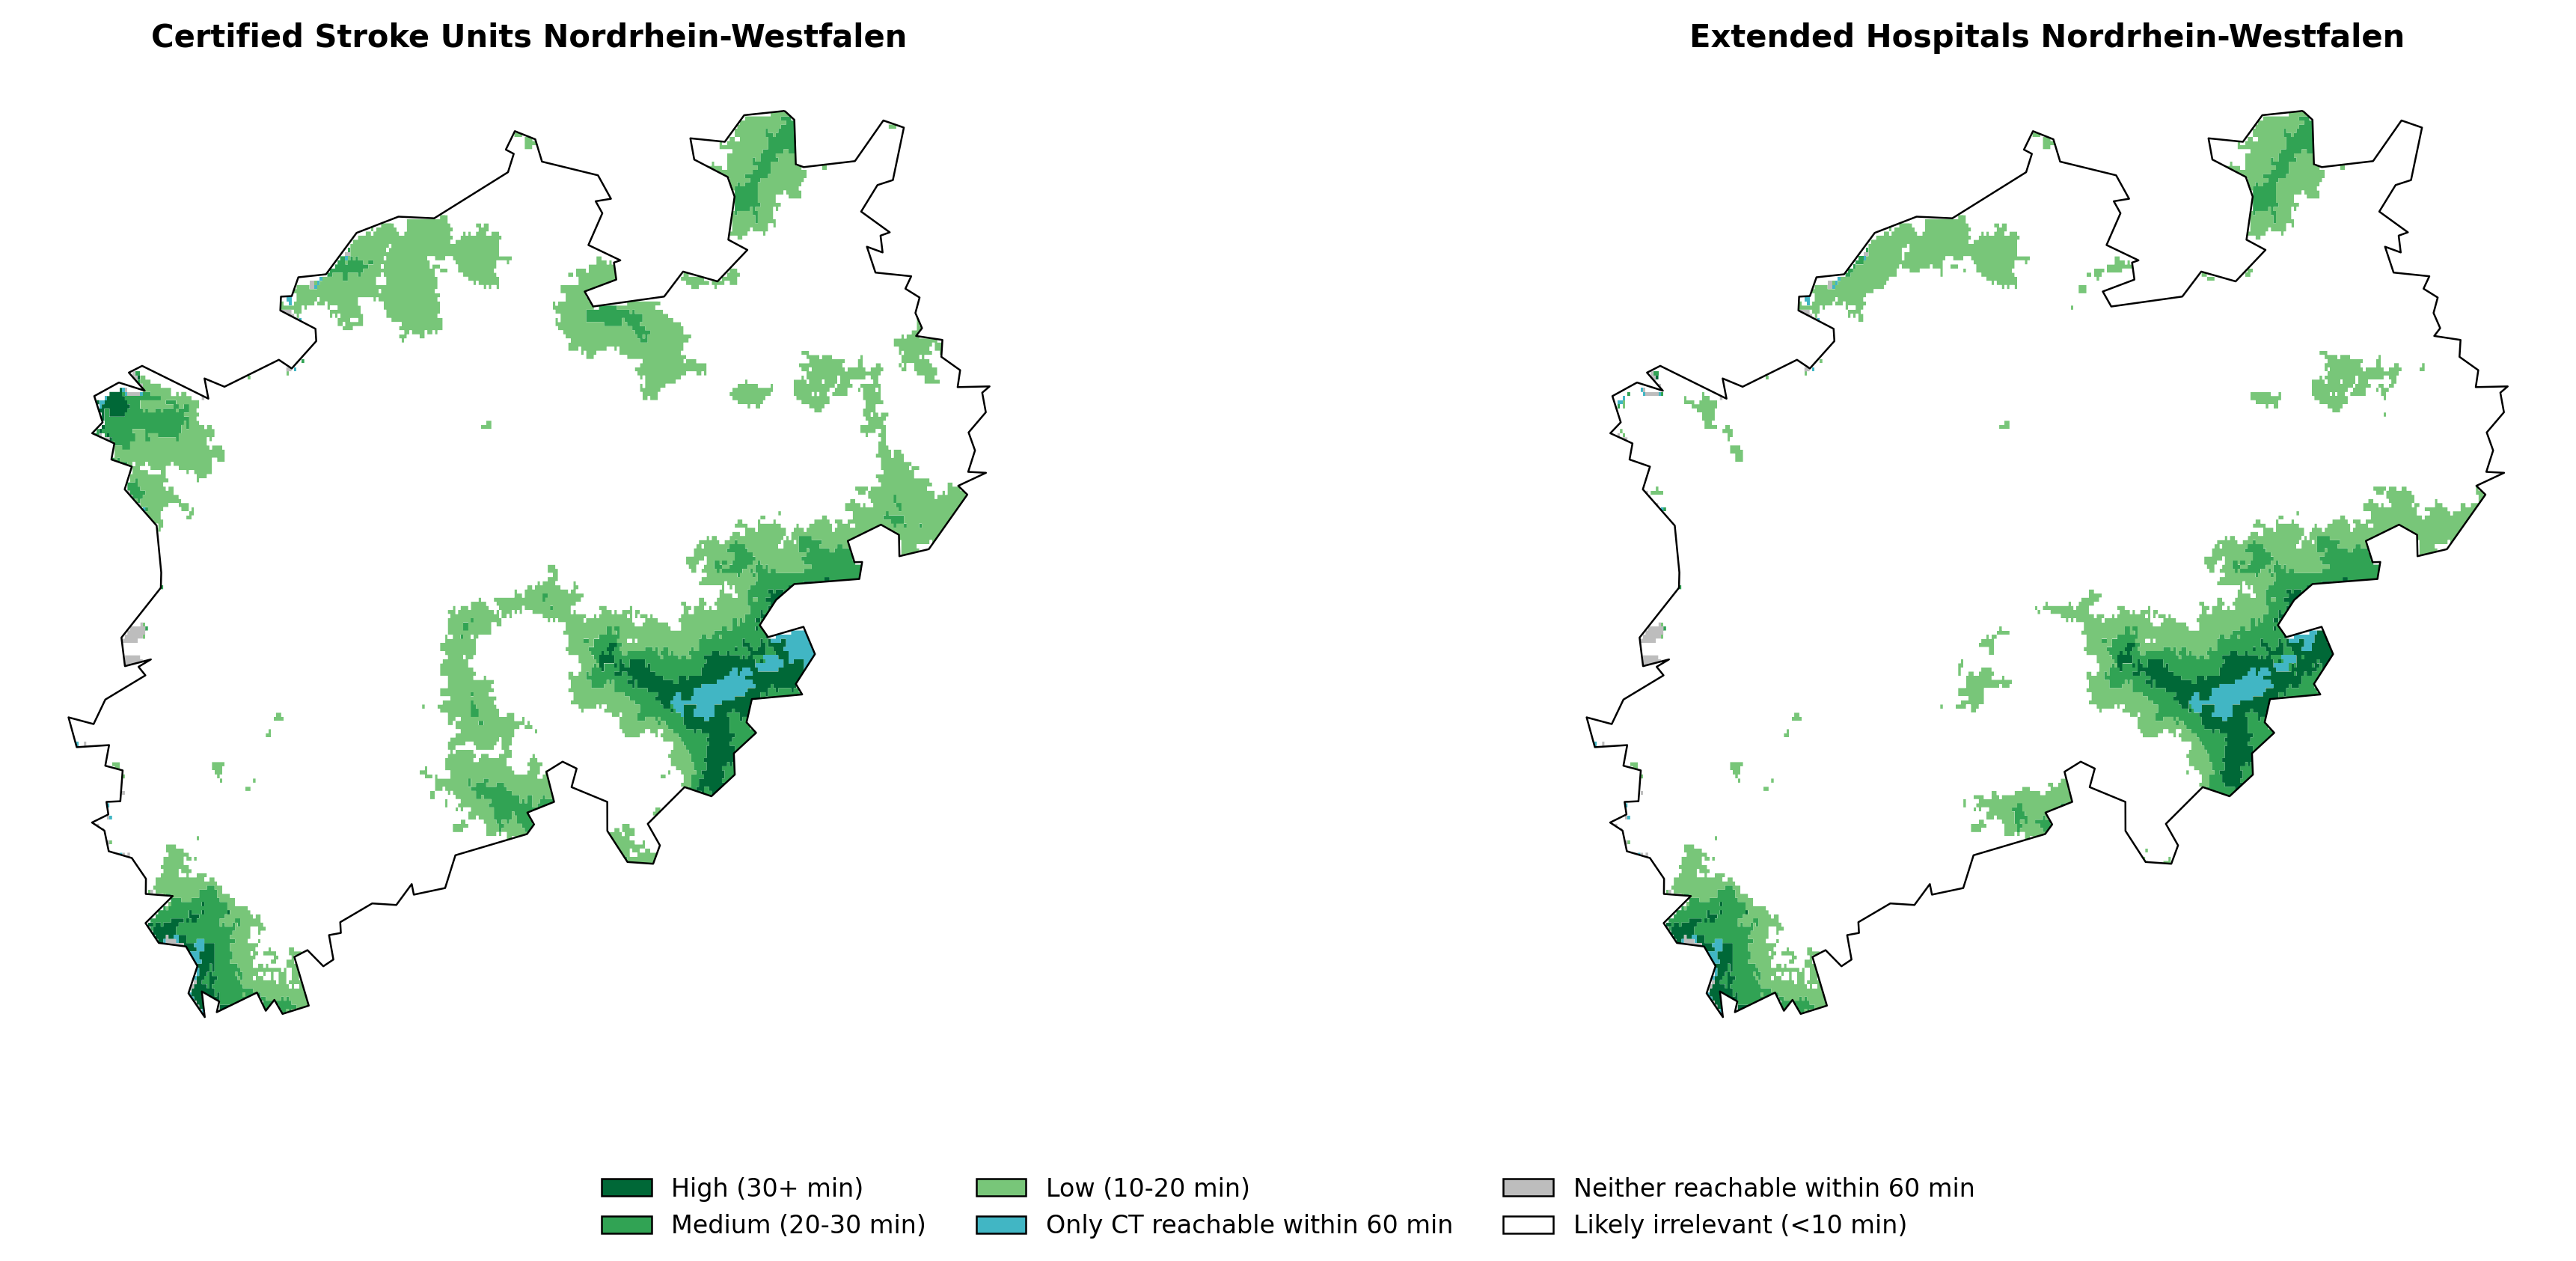 Certified Stroke Units Nordrhein-Westfalen
Extended Hospitals Nordrhein-Westfalen
High (30+ min)
Medium (20-30 min)
Low (10-20 min)
Only CT reachable within 60 min
Neither reachable within 60 min
Likely irrelevant (<10 min)